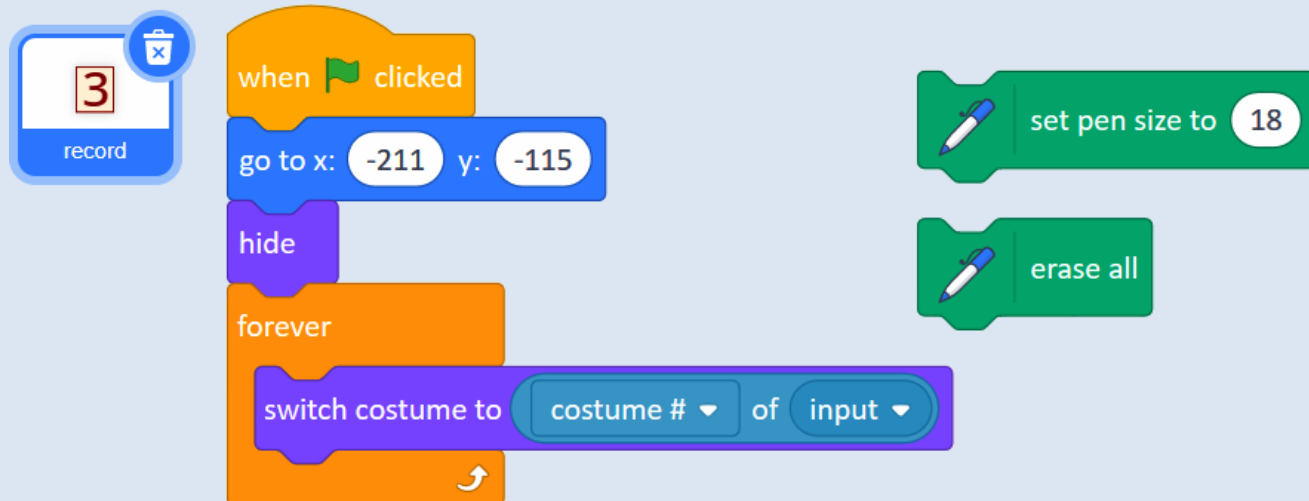 3
record
when clicked
go to x: -211 y: -115
hide
forever
switch costume to costume # of input
set pen size to 18
erase all